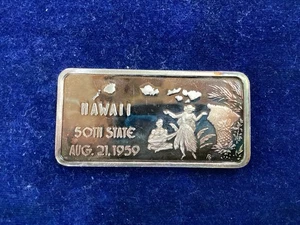 HAWAII
50TH STATE
AUG. 21, 1959